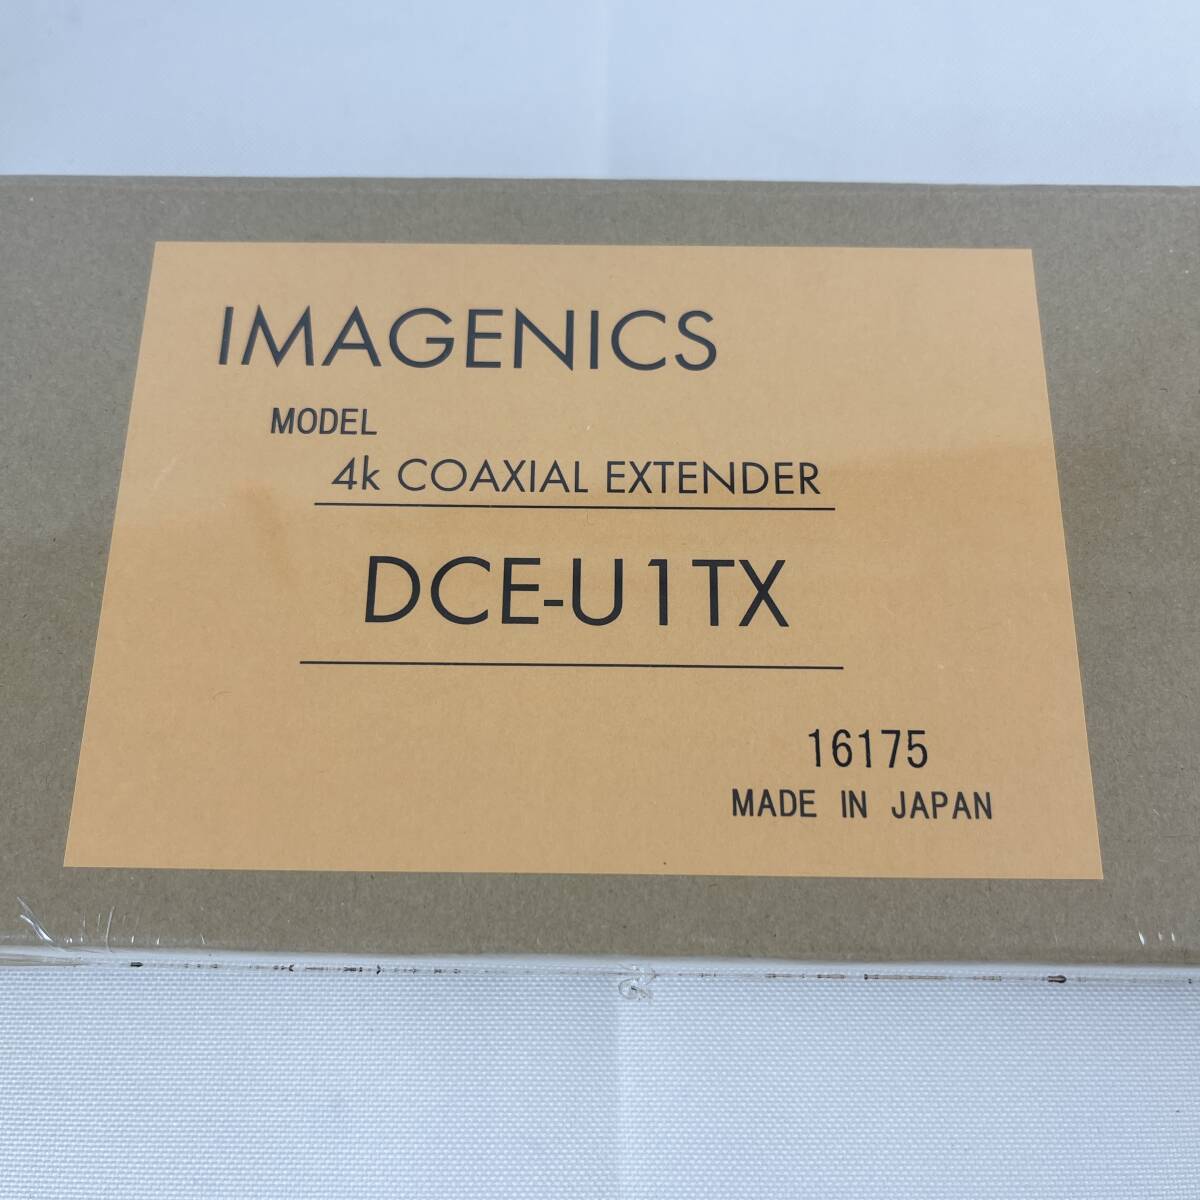 IMAGENICS
MODEL
4k COAXIAL EXTENDER
DCE-U1TX
16175
MADE IN JAPAN